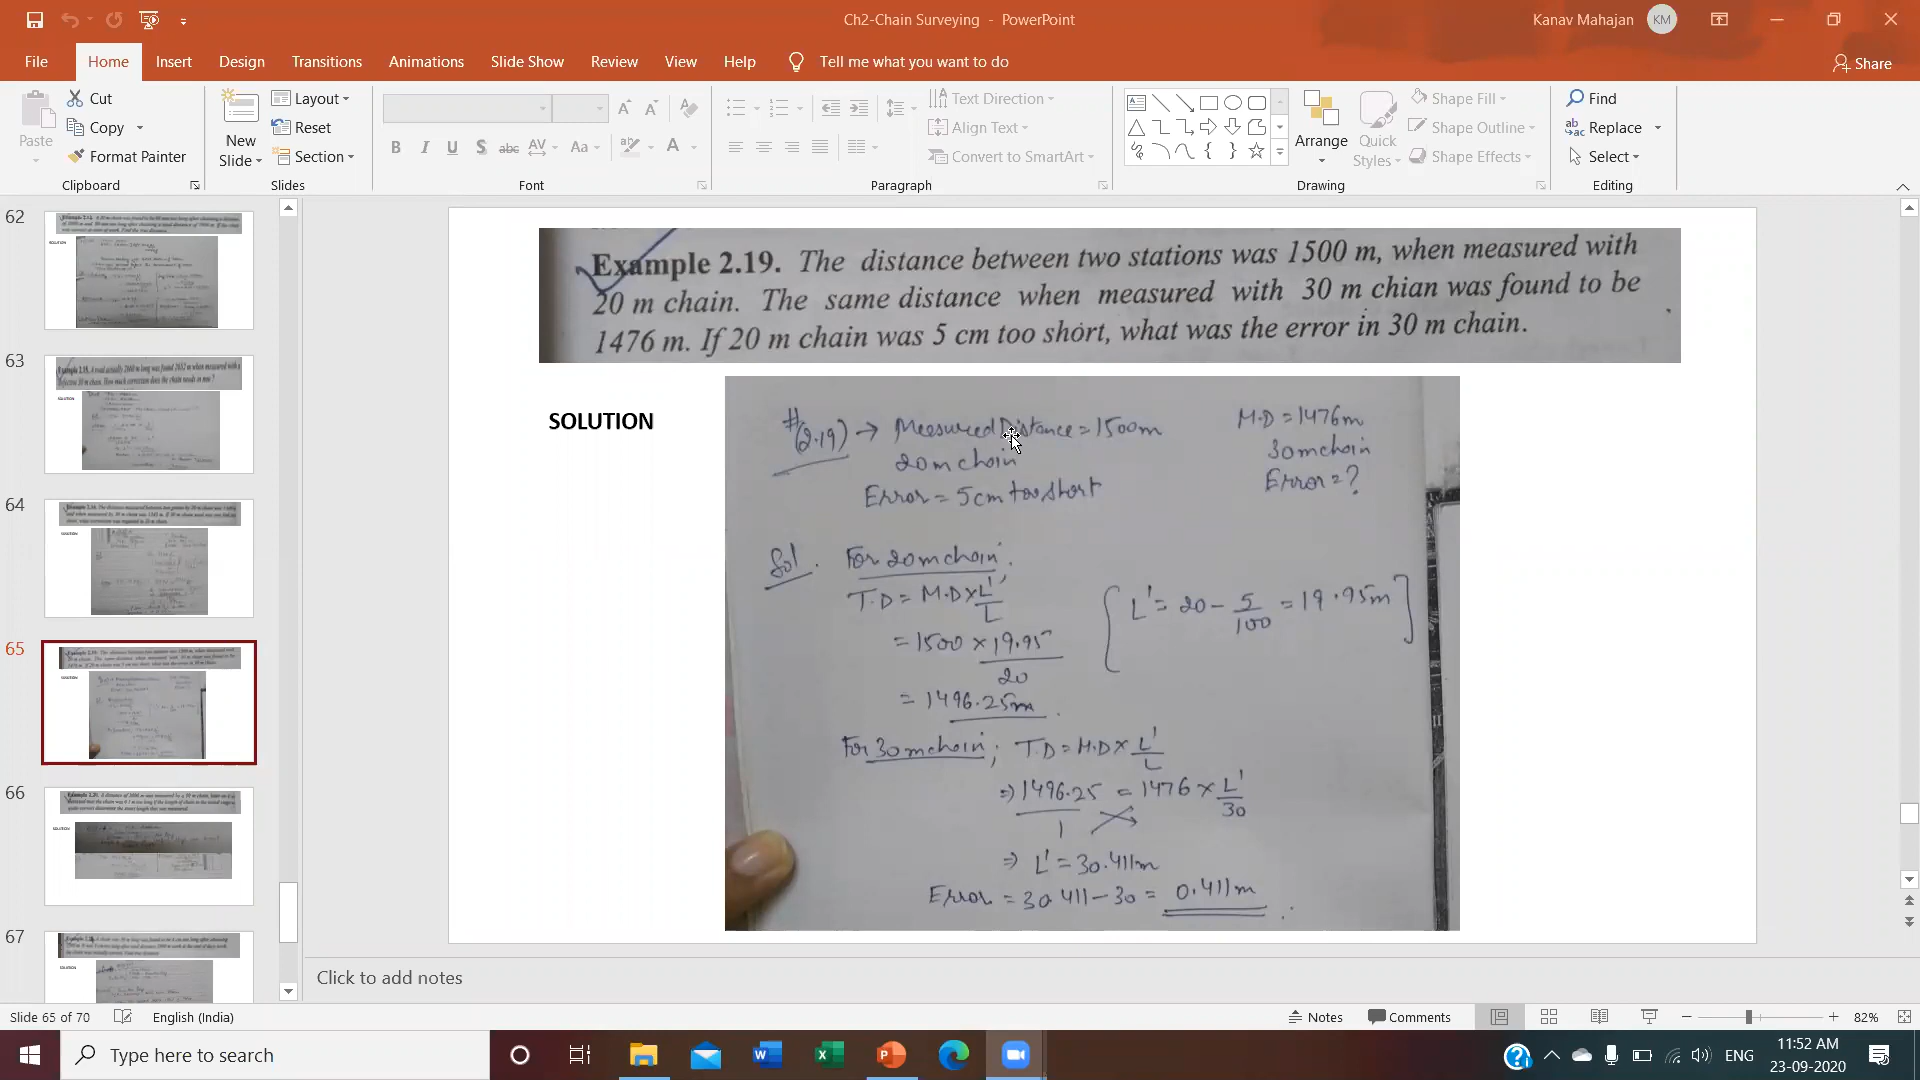 Ch2-Chain Surveying - PowerPoint
Kanav Mahajan
KM
File
Home
Insert
Design
Transitions
Animations
Slide Show
Review
View
Help
Tell me what you want to do
Share
Paste
Cut
Copy
Format Painter
Clipboard
New Slide
Layout
Reset
Section
Slides
B I U S abc AV Aa A
Font
Text Direction
Align Text
Convert to SmartArt
Paragraph
Arrange
Quick Styles
Shape Fill
Shape Outline
Shape Effects
Drawing
Find
Replace
Select
Editing
62
63
64
65
66
67
Example 2.19. The distance between two stations was 1500 m, when measured with
20 m chain. The same distance when measured with 30 m chian was found to be
1476 m. If 20 m chain was 5 cm too short, what was the error in 30 m chain.
SOLUTION
#(2.19) → Measured Distance = 1500m
20m chain
Error = 5cm too short
M.D = 1476m
30m chain
Error = ?
Sol. For 20m chain,
T.D = M.D × L'/L
= 1500 × 19.95/20
= 1496.25m
[L' = 20 - 5/100 = 19.95m]
For 30m chain, T.D = M.D × L'/L
⇒ 1496.25/1 = 1476 × L'/30
⇒ L' = 30.411m
Error = 30.411 - 30 = 0.411m
Click to add notes
Slide 65 of 70
English (India)
Notes
Comments
82%
Type here to search
ENG
11:52 AM
23-09-2020